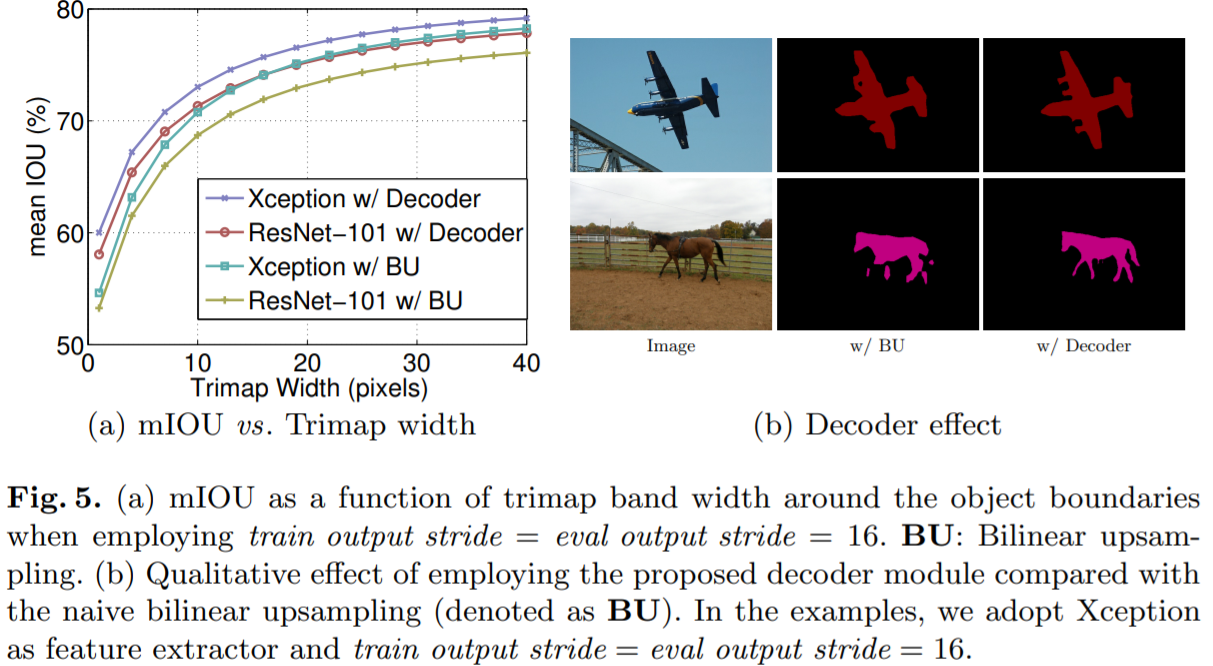 80
70
60
50
mean IOU (%)
Xception w/ Decoder
ResNet−101 w/ Decoder
Xception w/ BU
ResNet−101 w/ BU
0 10 20 30 40
Trimap Width (pixels)
(a) mIOU vs. Trimap width
Image w/ BU w/ Decoder
(b) Decoder effect
Fig. 5. (a) mIOU as a function of trimap band width around the object boundaries
when employing train output stride = eval output stride = 16. BU: Bilinear upsam-
pling. (b) Qualitative effect of employing the proposed decoder module compared with
the naive bilinear upsampling (denoted as BU). In the examples, we adopt Xception
as feature extractor and train output stride = eval output stride = 16.